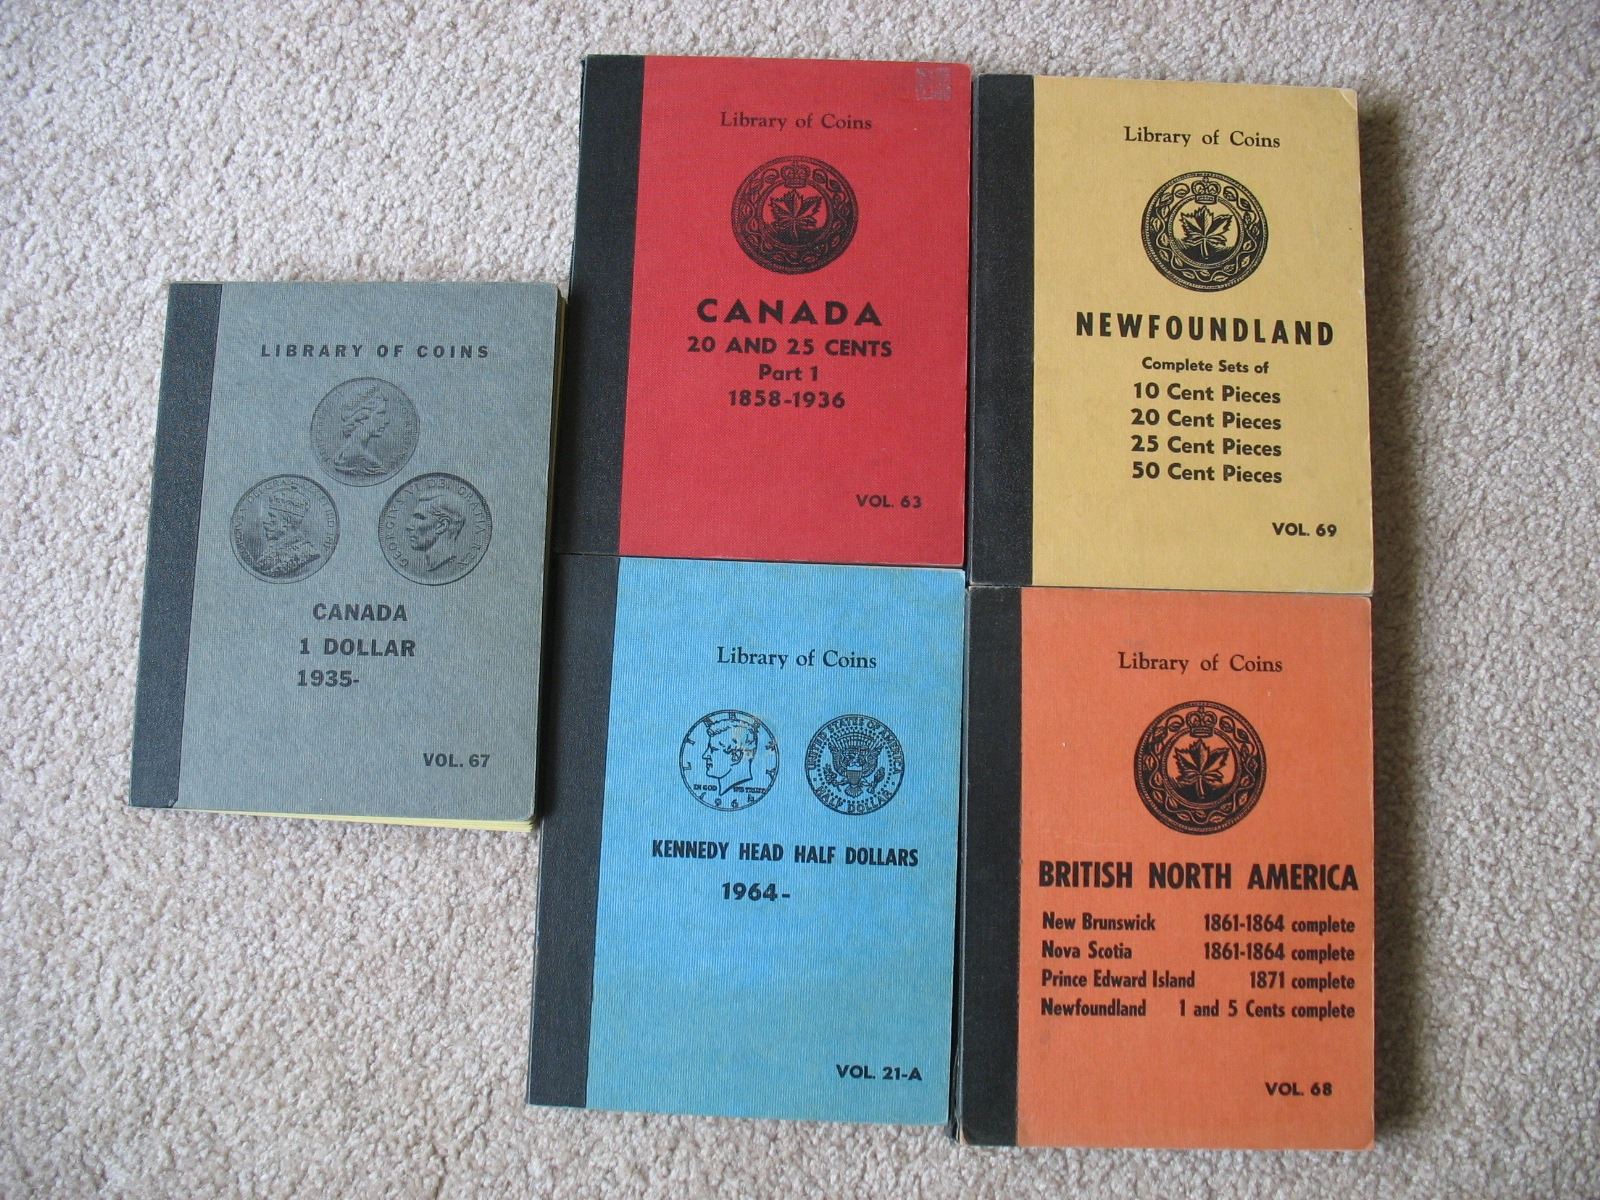 LIBRARY OF COINS
GEORGIVS VI DEI GRATIA REX
CANADA
1 DOLLAR
1935-
VOL. 67
Library of Coins
CANADA
20 AND 25 CENTS
Part 1
1858-1936
VOL. 63
Library of Coins
NEWFOUNDLAND
Complete Sets of
10 Cent Pieces
20 Cent Pieces
25 Cent Pieces
50 Cent Pieces
VOL. 69
Library of Coins
LIBERTY
IN GOD WE TRUST
1964
UNITED STATES OF AMERICA
HALF DOLLAR
KENNEDY HEAD HALF DOLLARS
1964-
VOL. 21-A
Library of Coins
BRITISH NORTH AMERICA
New Brunswick 1861-1864 complete
Nova Scotia 1861-1864 complete
Prince Edward Island 1871 complete
Newfoundland 1 and 5 Cents complete
VOL. 68